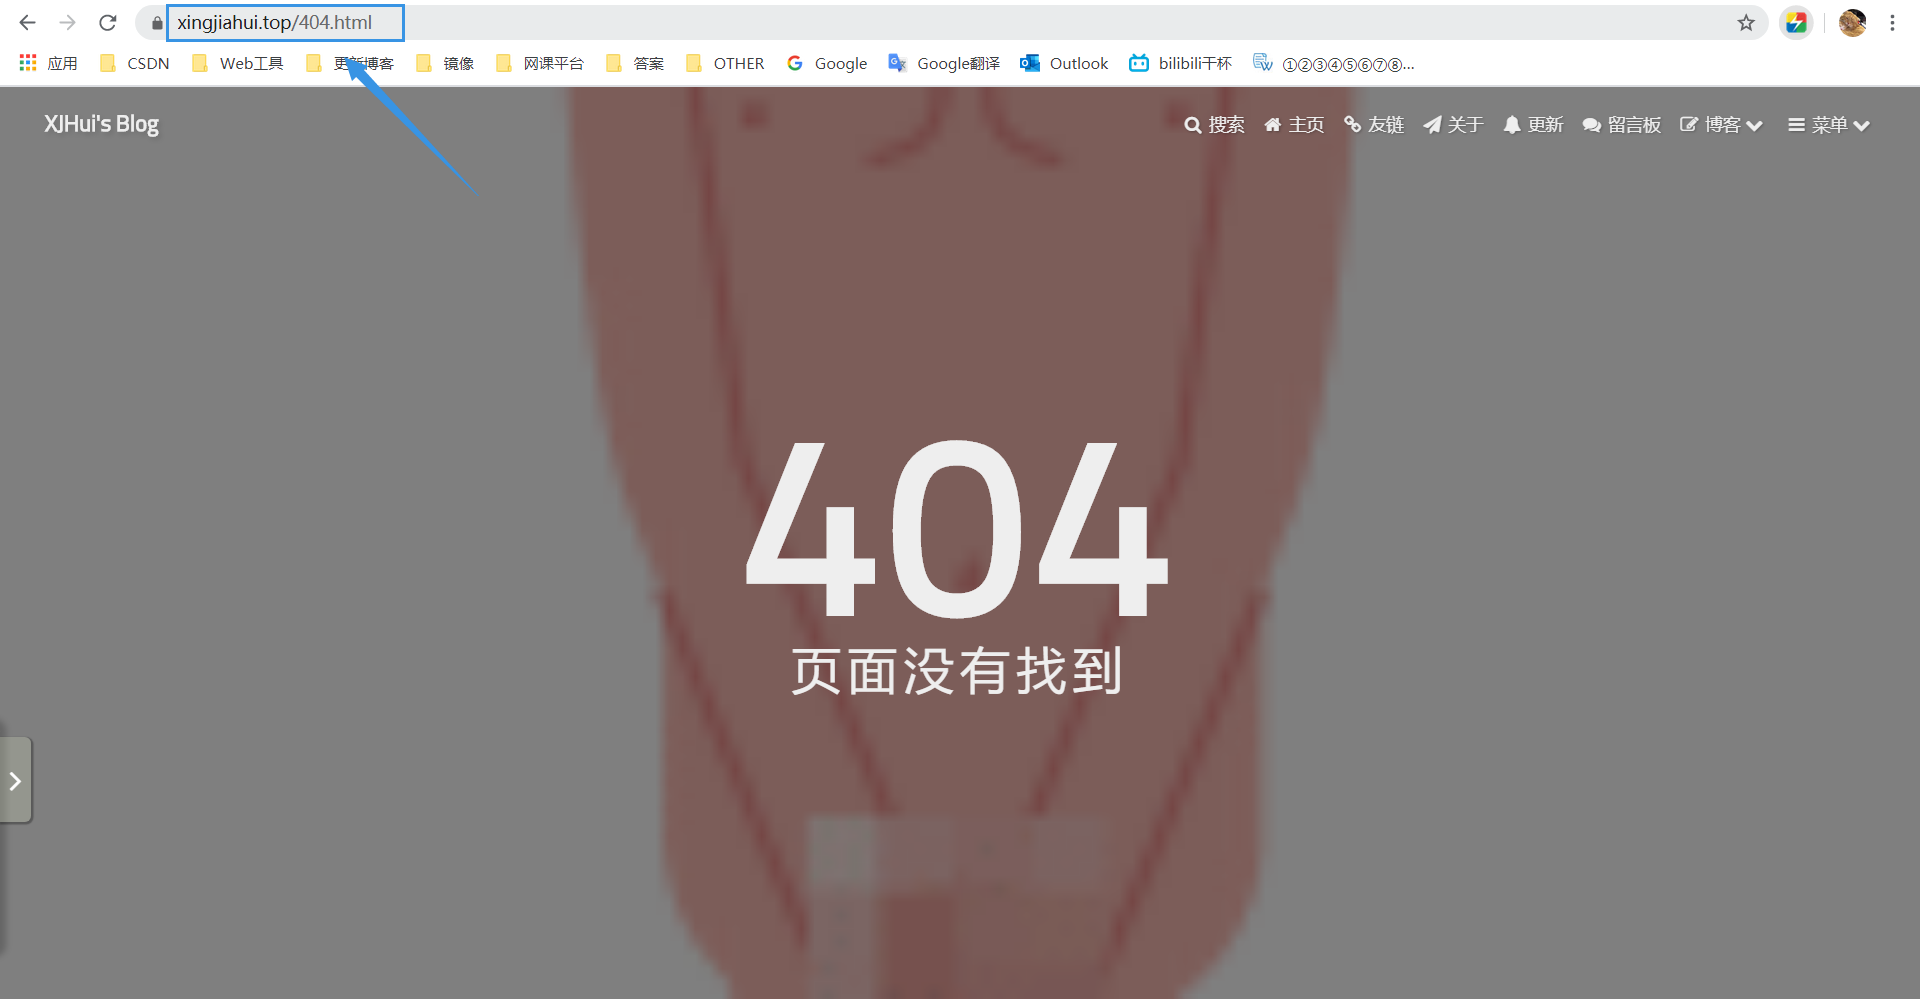 xingjiahui.top/404.html
应用 CSDN Web工具 更新博客 镜像 网课平台 答案 OTHER Google Google翻译 Outlook bilibili干杯 ①②③④⑤⑥⑦⑧...
XJHui's Blog 搜索 主页 友链 关于 更新 留言板 博客 菜单
404
页面没有找到